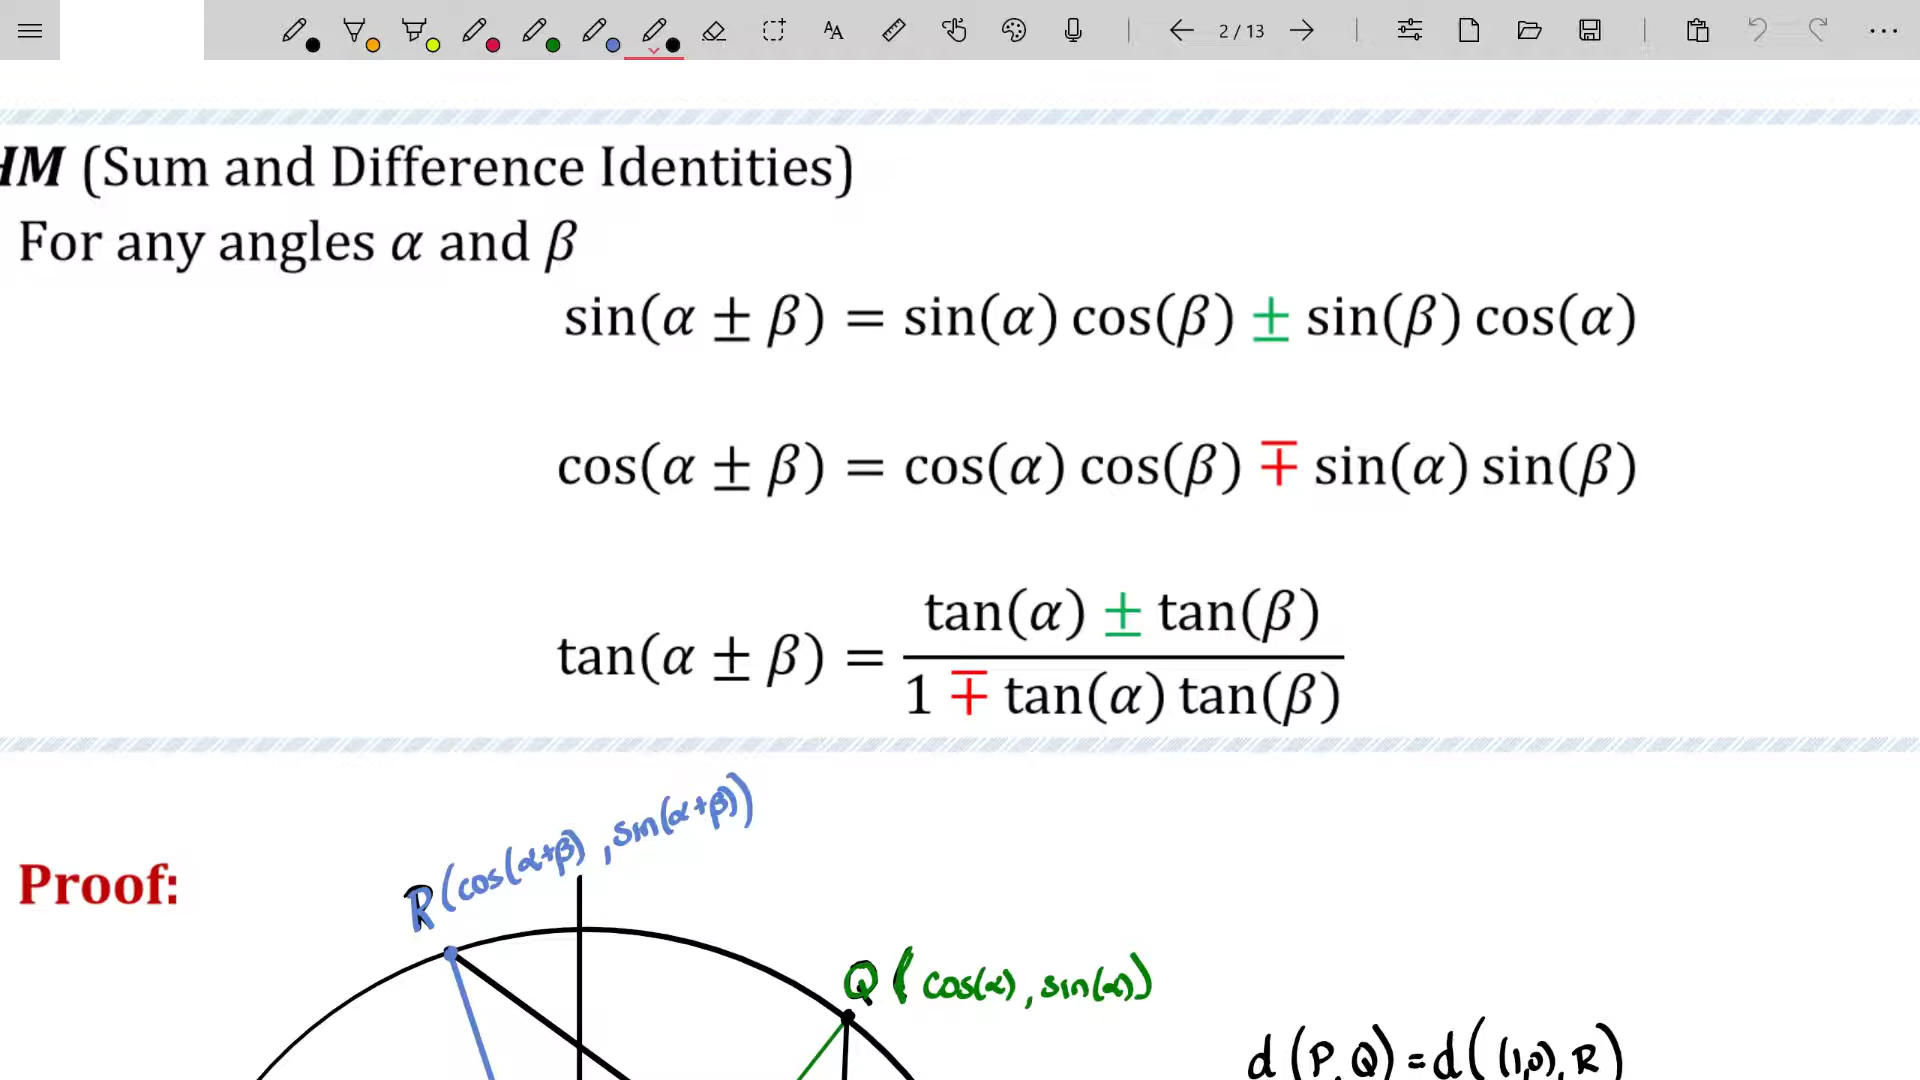 2 / 13
HM (Sum and Difference Identities)
For any angles α and β
sin(α ± β) = sin(α) cos(β) ± sin(β) cos(α)
cos(α ± β) = cos(α) cos(β) ∓ sin(α) sin(β)
tan(α ± β) = (tan(α) ± tan(β)) / (1 ∓ tan(α) tan(β))
R (cos(α+β), sin(α+β))
Proof:
Q (cos(α), sin(α))
d (P, Q) = d ( (1,0), R )